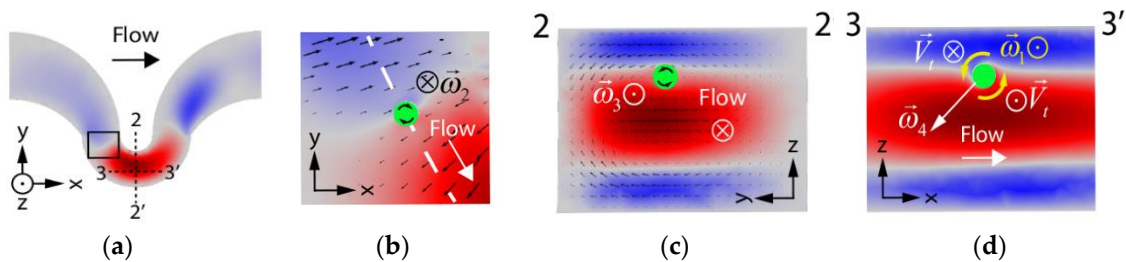 Flow
2
3 3′
2′
y
z x
(a)
⊗ω⃗₂
Flow
y
x
(b)
2 2′
ω⃗₃⊙ Flow
⊗
z
y
(c)
3 3′
V⃗ₜ⊗ ω⃗₁⊙
⊙V⃗ₜ
ω⃗₄
Flow
z
x
(d)